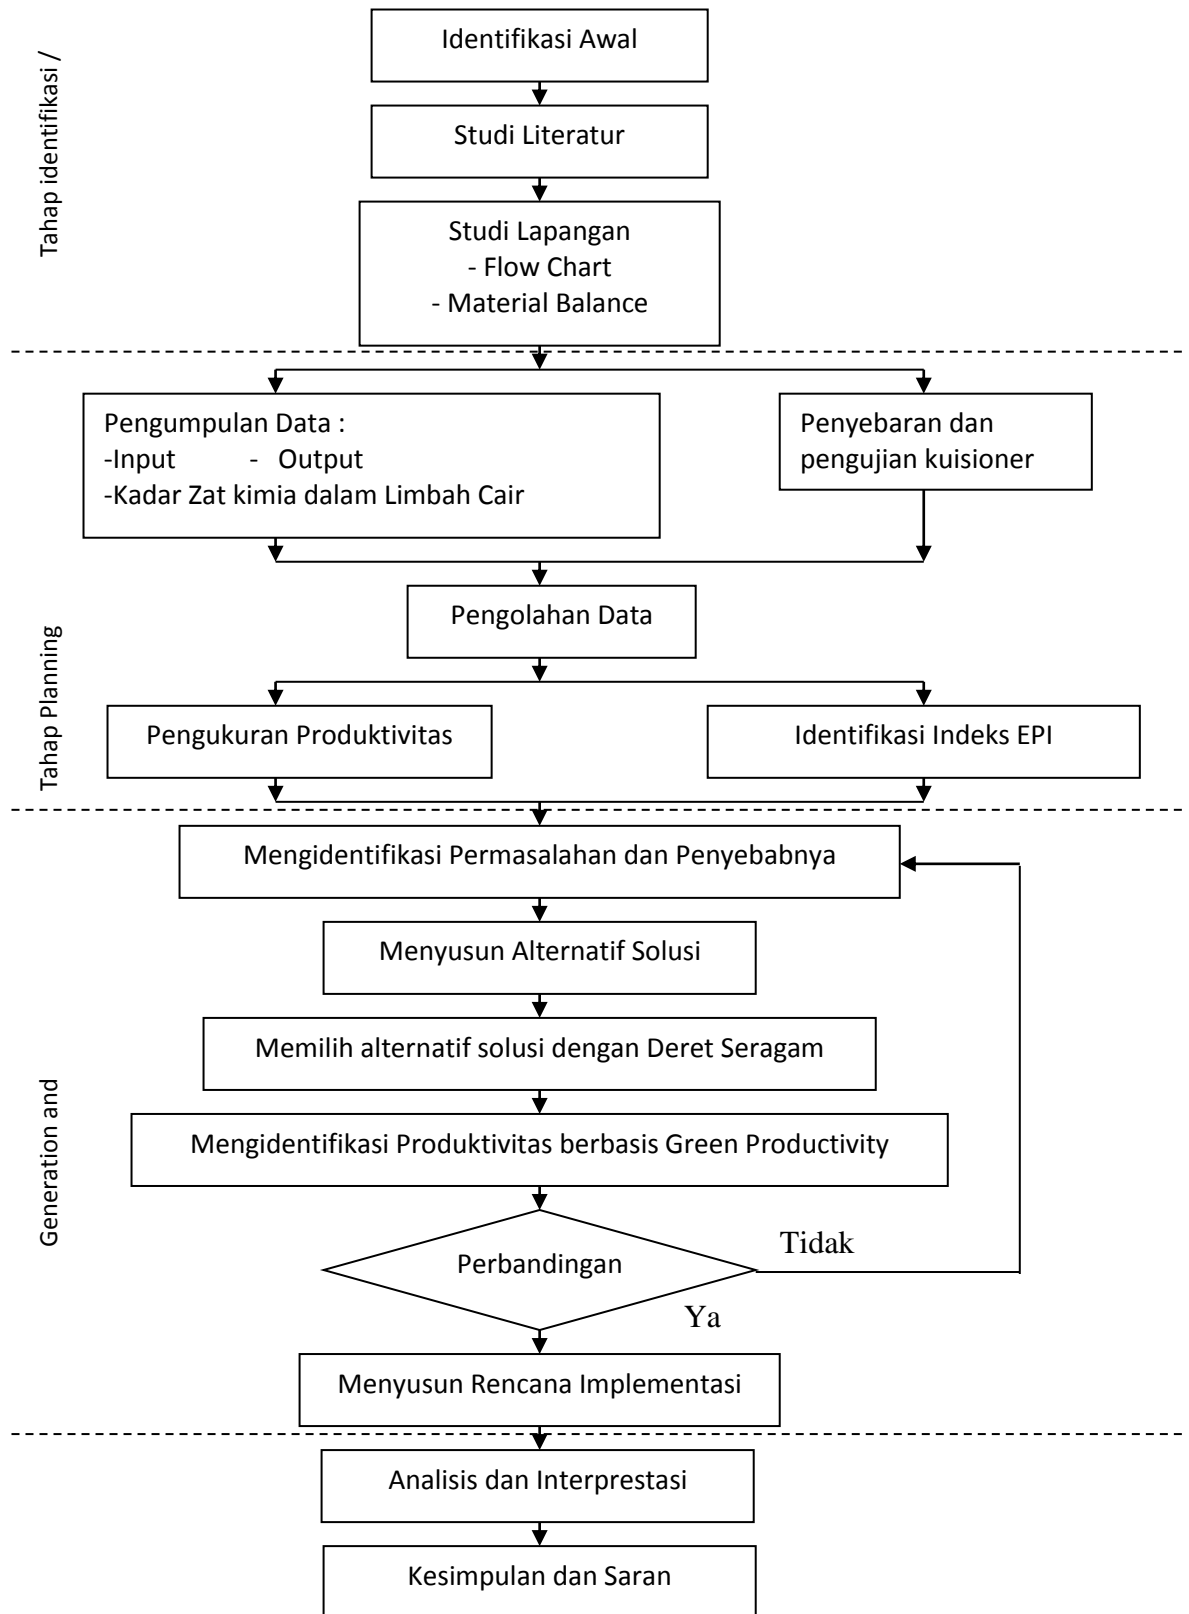 Tahap identifikasi /
Identifikasi Awal
Studi Literatur
Studi Lapangan
- Flow Chart
- Material Balance
Pengumpulan Data :
-Input - Output
-Kadar Zat kimia dalam Limbah Cair
Penyebaran dan
pengujian kuisioner
Tahap Planning
Pengolahan Data
Pengukuran Produktivitas
Identifikasi Indeks EPI
Generation and
Mengidentifikasi Permasalahan dan Penyebabnya
Menyusun Alternatif Solusi
Memilih alternatif solusi dengan Deret Seragam
Mengidentifikasi Produktivitas berbasis Green Productivity
Perbandingan
Tidak
Ya
Menyusun Rencana Implementasi
Analisis dan Interprestasi
Kesimpulan dan Saran